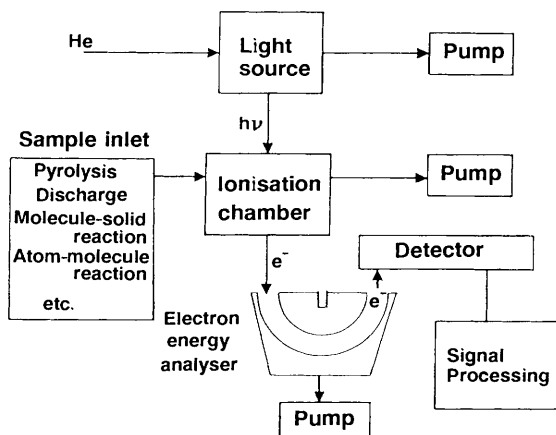 He
Light
source
Pump
hν
Sample inlet
Pyrolysis
Discharge
Molecule-solid
reaction
Atom-molecule
reaction
etc.
Ionisation
chamber
Pump
e⁻
Detector
e⁻
Electron
energy
analyser
Signal
Processing
Pump